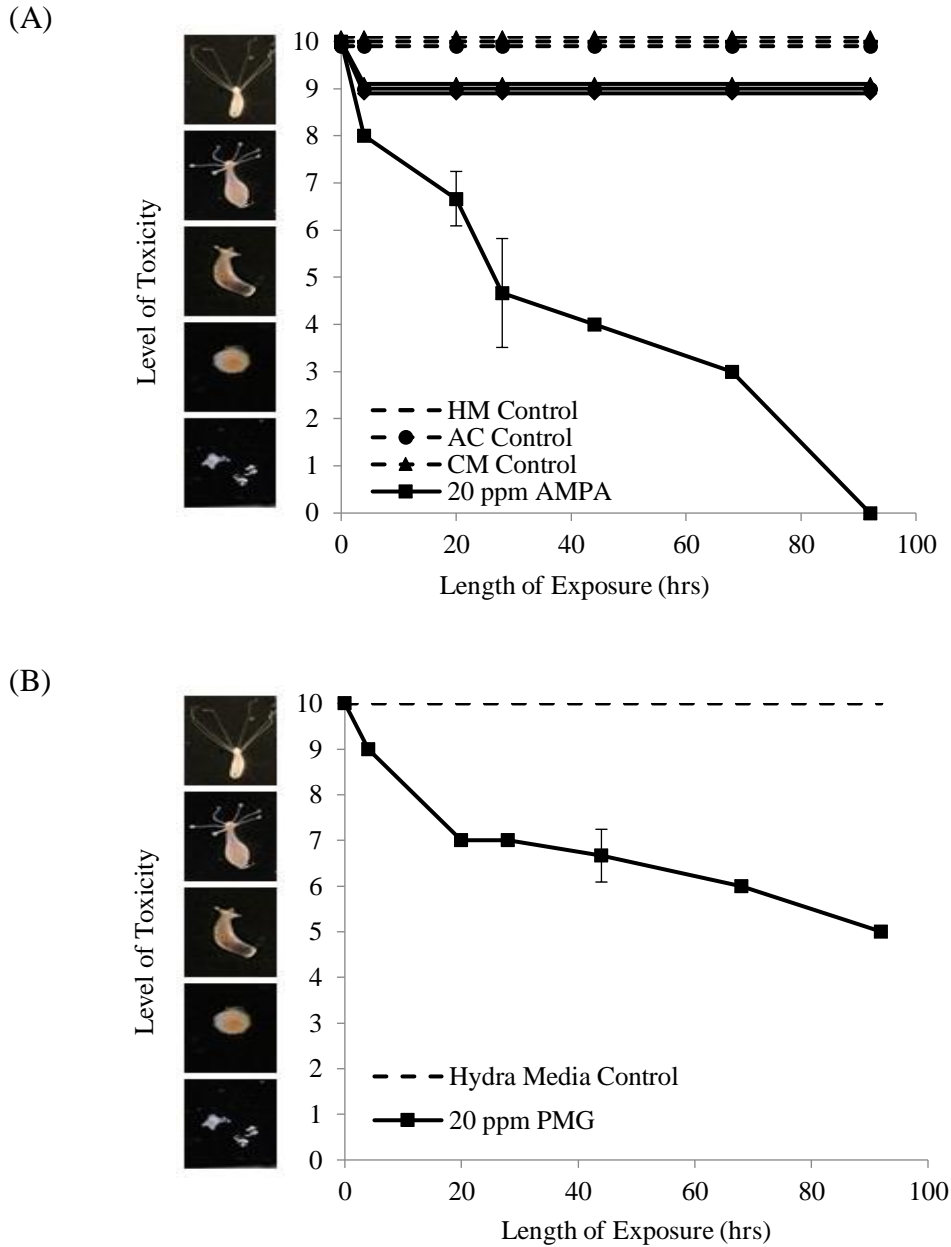 (A)
Level of Toxicity
10
9
8
7
6
5
4
3
2
1
0
HM Control
AC Control
CM Control
20 ppm AMPA
0 20 40 60 80 100
Length of Exposure (hrs)
(B)
Level of Toxicity
10
9
8
7
6
5
4
3
2
1
0
Hydra Media Control
20 ppm PMG
0 20 40 60 80 100
Length of Exposure (hrs)